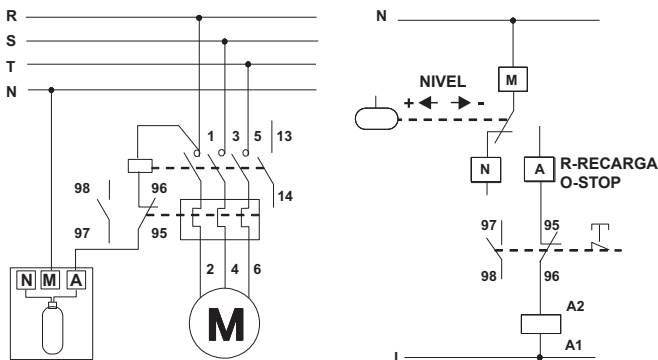 R
S
T
N
1 3 5 13
98 96 14
97 95
2 4 6
N M A
M
N
M
NIVEL
+ -
N A R-RECARGA
O-STOP
97 95
98 96
A2
A1
L